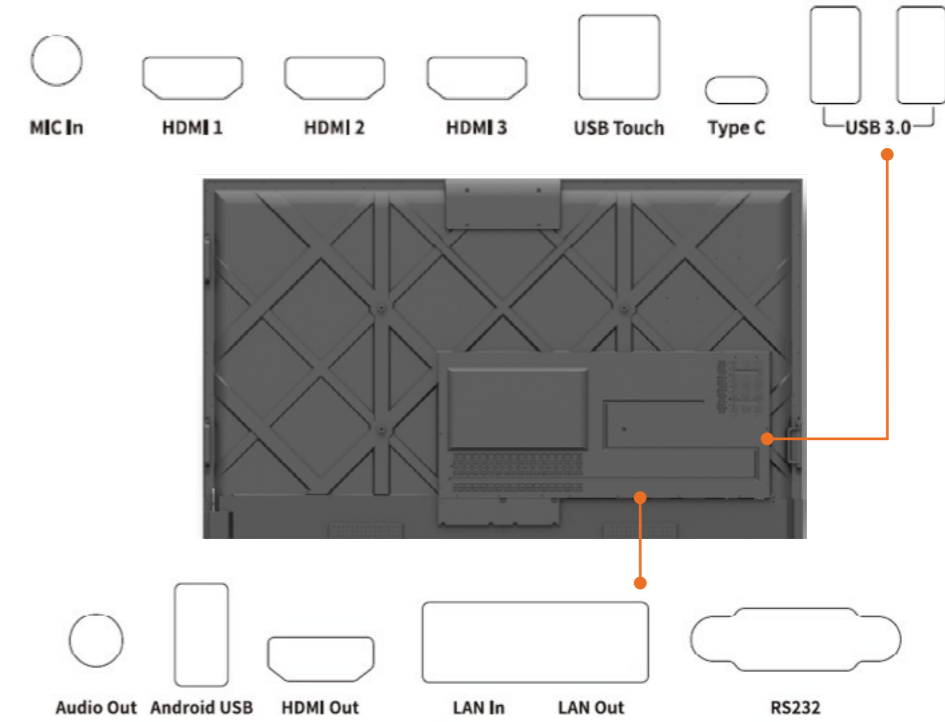 MIC In HDMI 1 HDMI 2 HDMI 3 USB Touch Type C USB 3.0
Audio Out Android USB HDMI Out LAN In LAN Out RS232